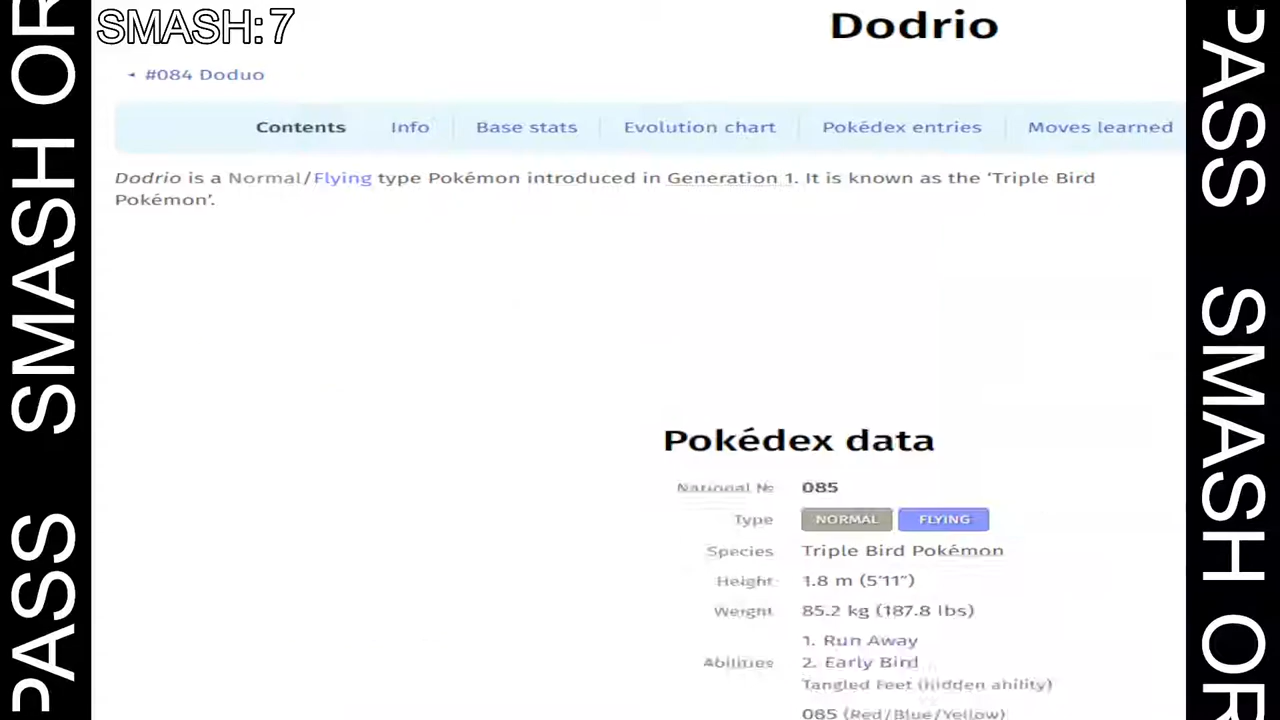 SMASH: 7
Dodrio
#084 Doduo
Contents Info Base stats Evolution chart Pokédex entries Moves learned
Dodrio is a Normal/Flying type Pokémon introduced in Generation 1. It is known as the ‘Triple Bird
Pokémon’.
Pokédex data
National № 085
Type NORMAL FLYING
Species Triple Bird Pokémon
Height 1.8 m (5′11″)
Weight 85.2 kg (187.8 lbs)
Abilities 1. Run Away
2. Early Bird
Tangled Feet (hidden ability)
085 (Red/Blue/Yellow)
PASS SMASH OR
PASS SMASH OR